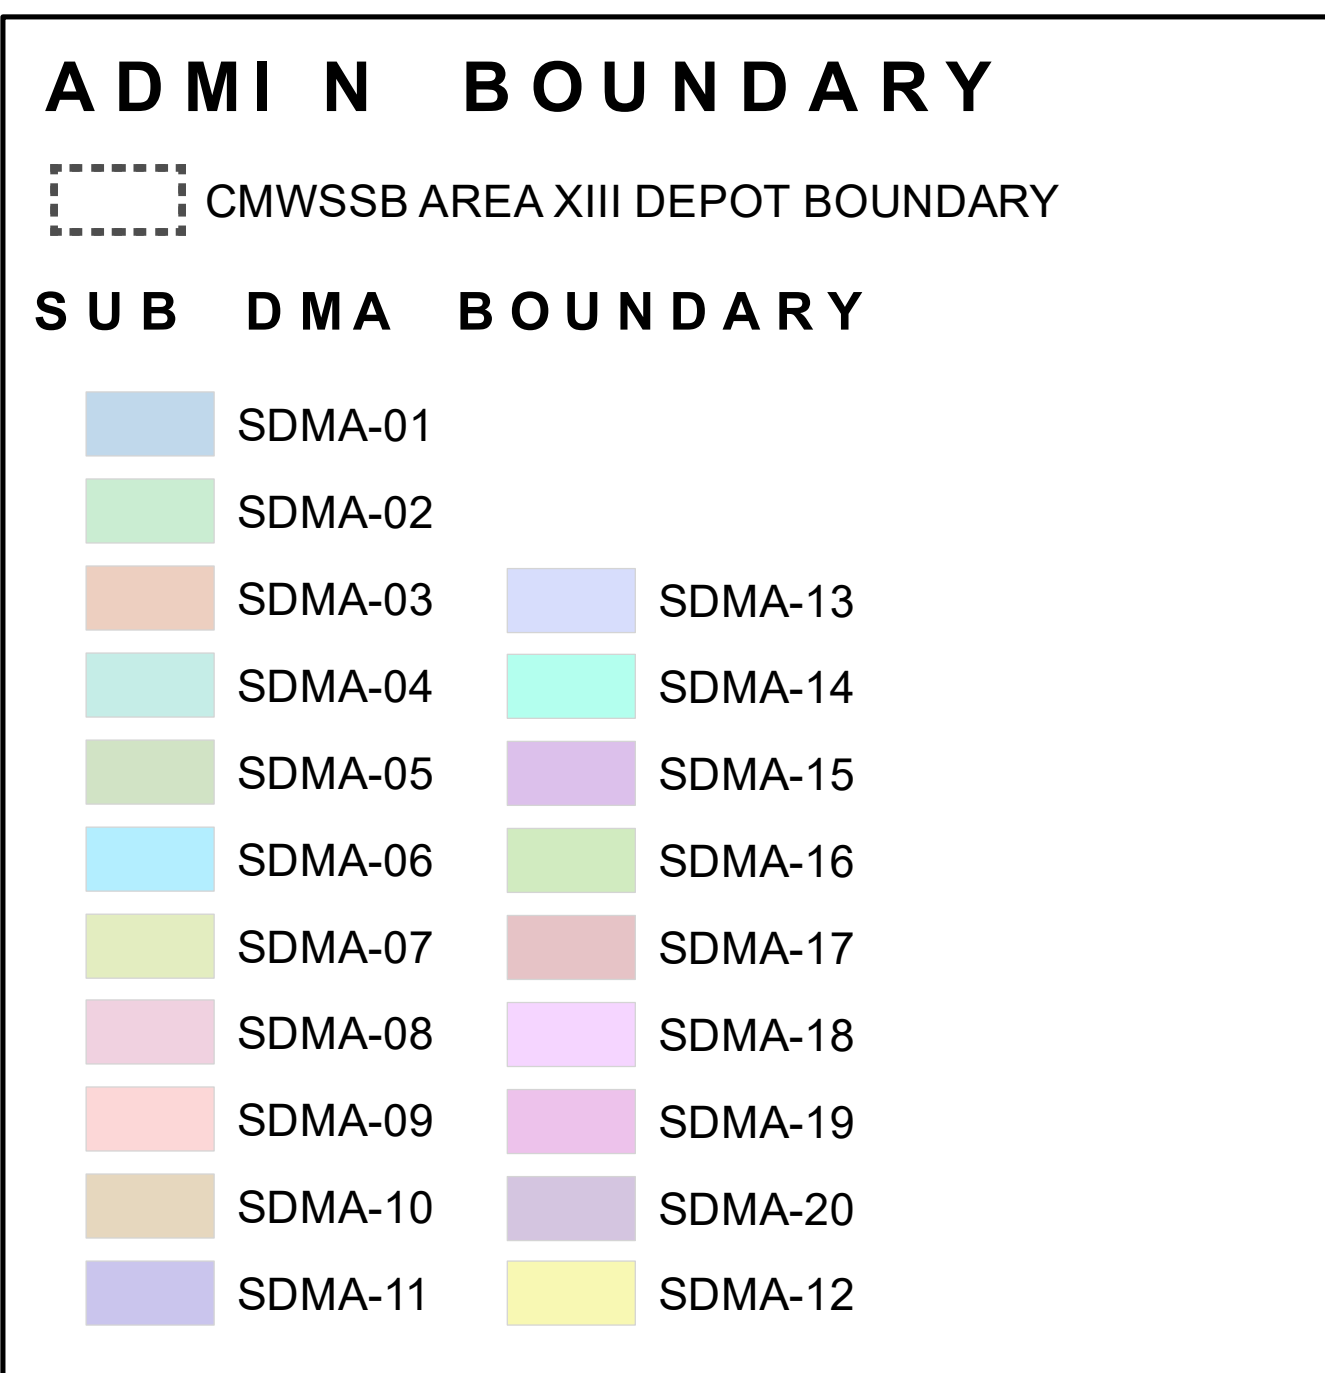 ADMIN BOUNDARY
CMWSSB AREA XIII DEPOT BOUNDARY
SUB DMA BOUNDARY
SDMA-01
SDMA-02
SDMA-03
SDMA-04
SDMA-05
SDMA-06
SDMA-07
SDMA-08
SDMA-09
SDMA-10
SDMA-11
SDMA-13
SDMA-14
SDMA-15
SDMA-16
SDMA-17
SDMA-18
SDMA-19
SDMA-20
SDMA-12